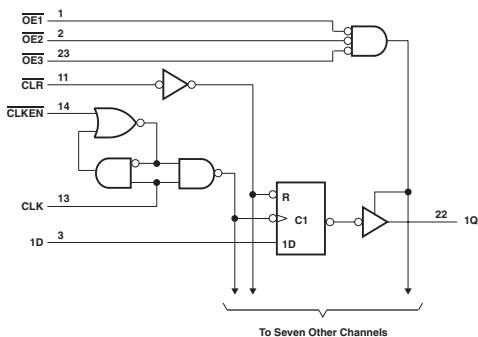 OE1 1
OE2 2
OE3 23
CLR 11
CLKEN 14
CLK 13
1D 3
R
C1
1D
22 1Q
To Seven Other Channels